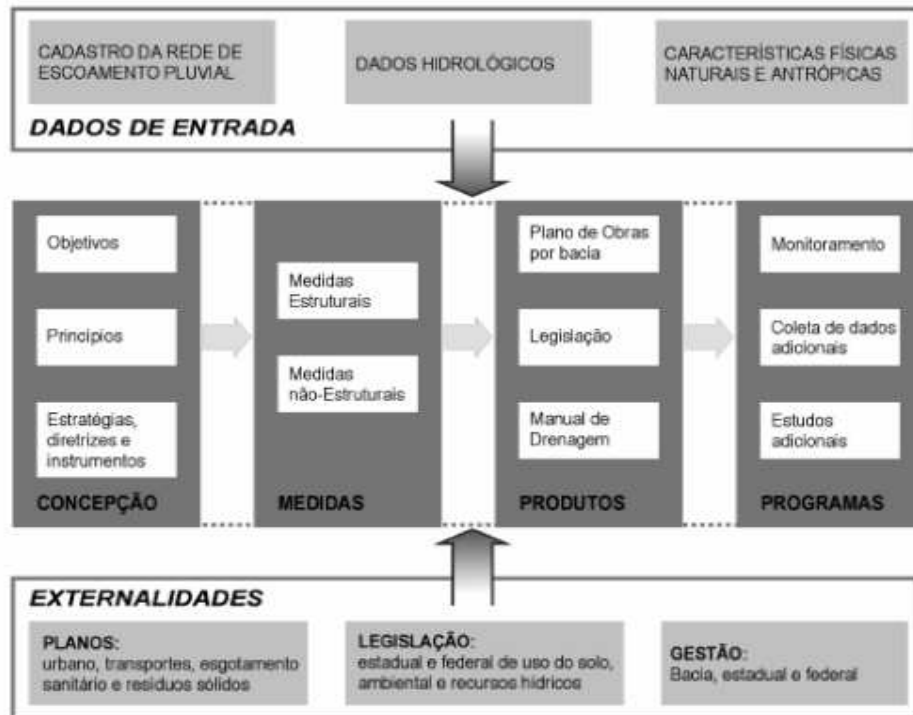 CADASTRO DA REDE DE
ESCOAMENTO PLUVIAL
DADOS HIDROLÓGICOS
CARACTERÍSTICAS FÍSICAS
NATURAIS E ANTRÓPICAS
DADOS DE ENTRADA
Objetivos
Princípios
Estratégias,
diretrizes e
instrumentos
CONCEPÇÃO
Medidas
Estruturais
Medidas
não-Estruturais
MEDIDAS
Plano de Obras
por bacia
Legislação
Manual de
Drenagem
PRODUTOS
Monitoramento
Coleta de dados
adicionais
Estudos
adicionais
PROGRAMAS
EXTERNALIDADES
PLANOS:
urbano, transportes, esgotamento
sanitário e resíduos sólidos
LEGISLAÇÃO:
estadual e federal de uso do solo,
ambiental e recursos hídricos
GESTÃO:
Bacia, estadual e federal